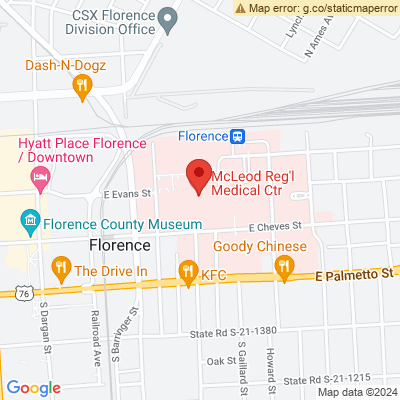 Map error: g.co/staticmaperror
CSX Florence
Division Office
Lync
N Ames Ave
Dash-N-Dogz
Florence
Hyatt Place Florence
/ Downtown
McLeod Reg'l
Medical Ctr
E Evans St
Florence County Museum
E Cheves St
Florence
Goody Chinese
The Drive In
KFC
E Palmetto St
76
S Dargan St
Railroad Ave
S Barringer St
State Rd S-21-1380
Oak St
S Gaillard St
Howard St
State Rd S-21-1215
Google
Map data ©2024